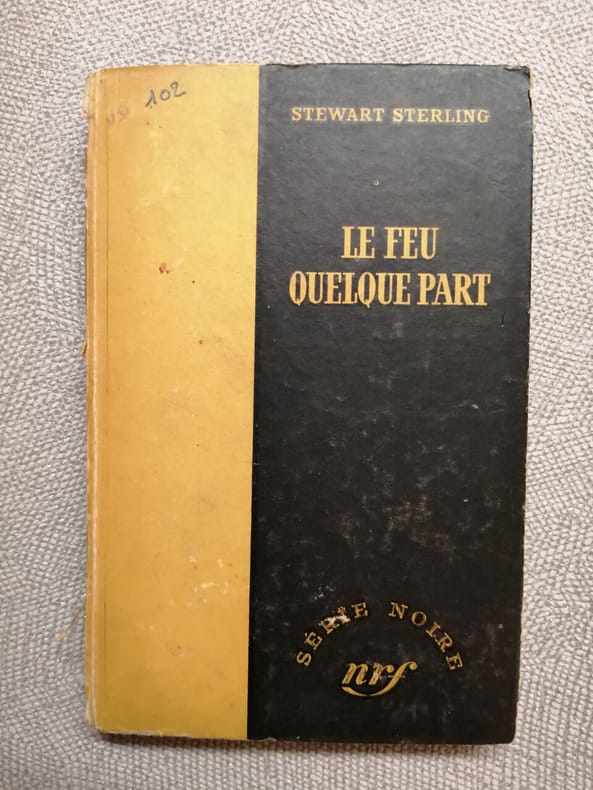 N° 102
STEWART STERLING
LE FEU
QUELQUE PART
SÉRIE NOIRE
nrf